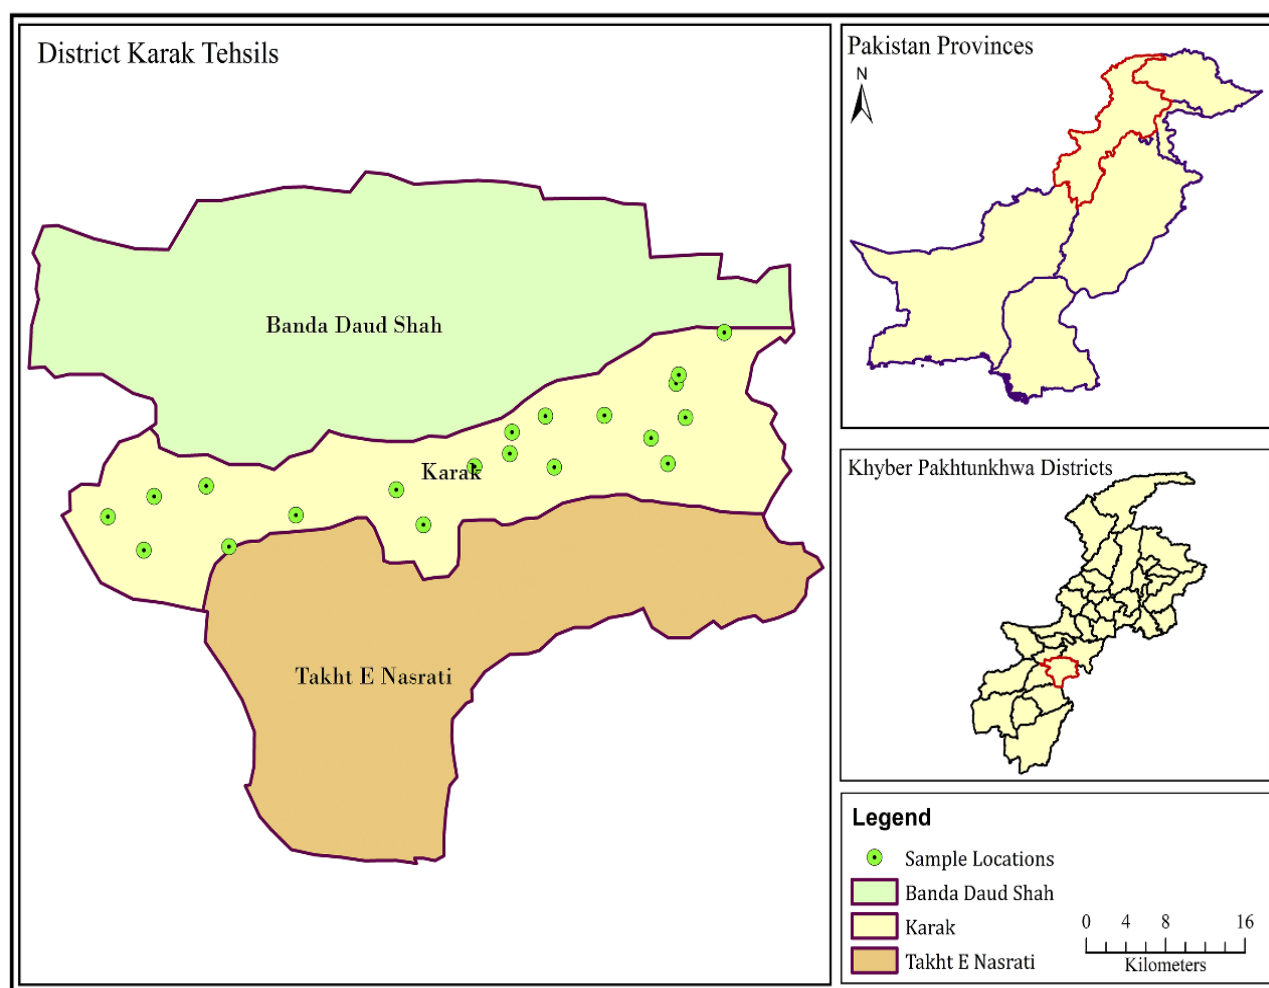 District Karak Tehsils
Banda Daud Shah
Karak
Takht E Nasrati
Pakistan Provinces
N
Khyber Pakhtunkhwa Districts
Legend
Sample Locations
Banda Daud Shah
Karak
Takht E Nasrati
0 4 8 16
Kilometers